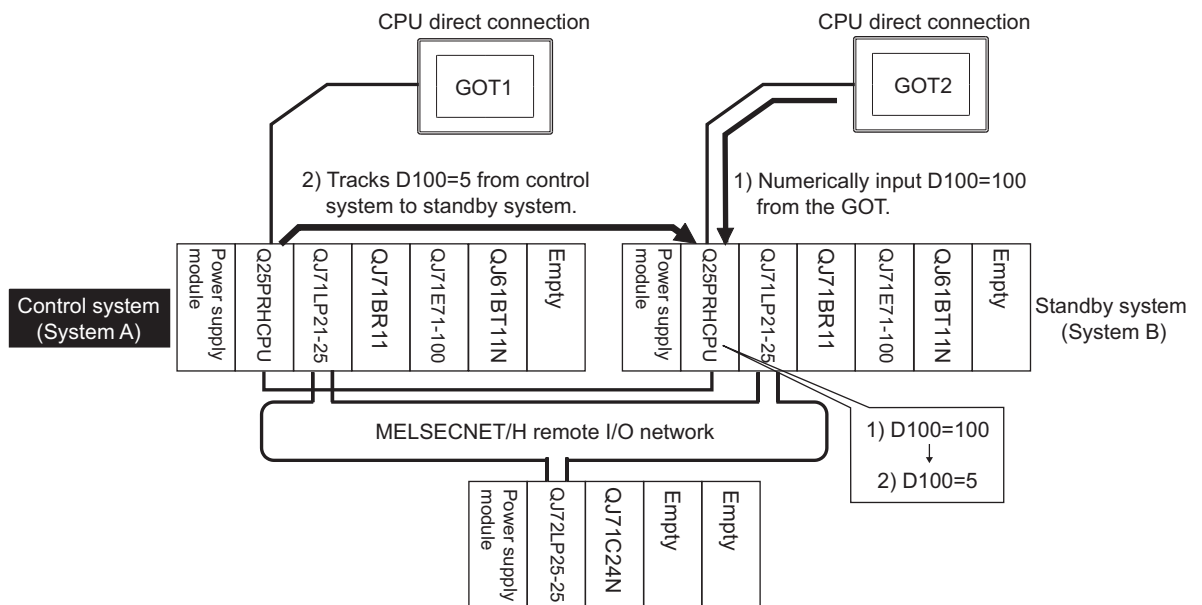 CPU direct connection
CPU direct connection
GOT1
GOT2
2) Tracks D100=5 from control
system to standby system.
1) Numerically input D100=100
from the GOT.
Control system
(System A)
Power supply
module
Q25PRHCPU
QJ71LP21-25
QJ71BR11
QJ71E71-100
QJ61BT11N
Empty
Power supply
module
Q25PRHCPU
QJ71LP21-25
QJ71BR11
QJ71E71-100
QJ61BT11N
Empty
Standby system
(System B)
MELSECNET/H remote I/O network
1) D100=100
2) D100=5
Power supply
module
QJ72LP25-25
QJ71C24N
Empty
Empty